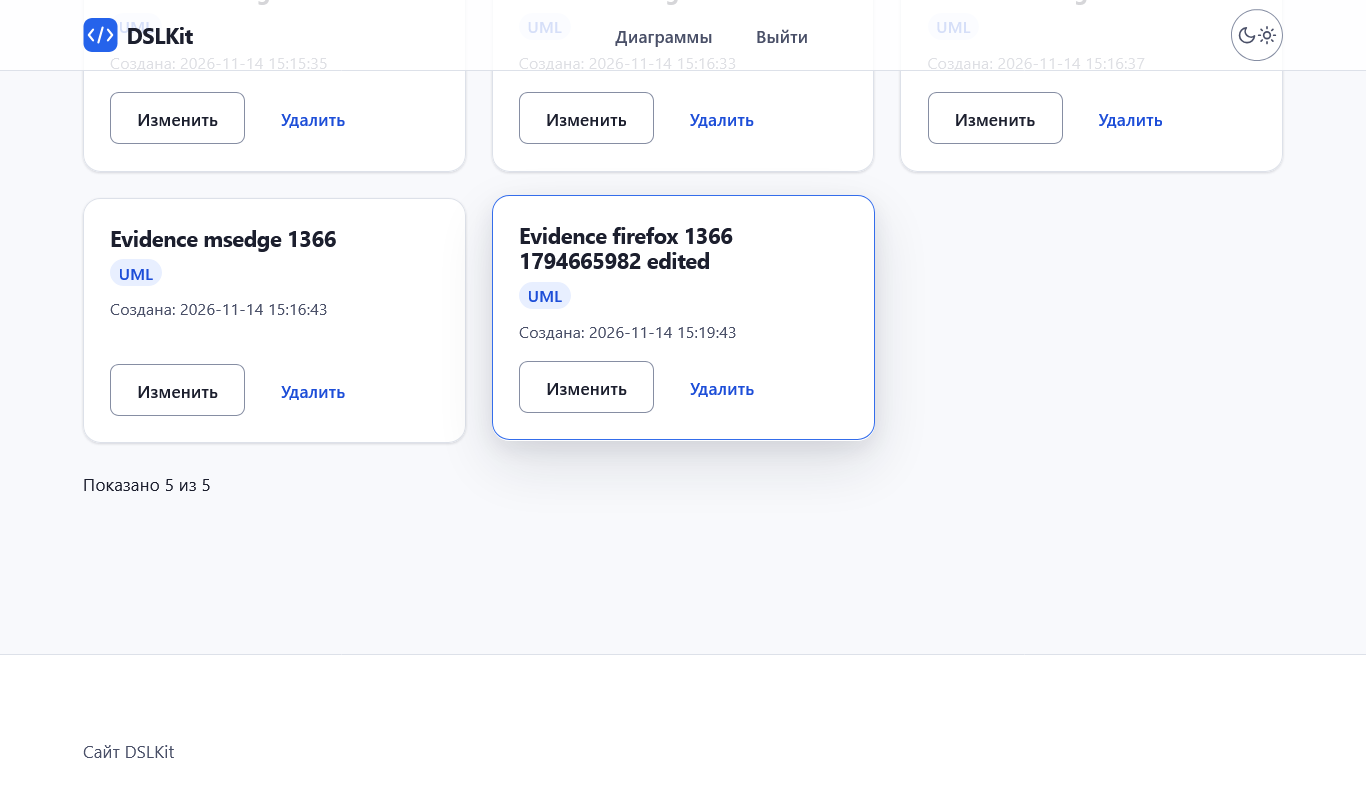 DSLKit
Диаграммы
Выйти
UML
UML
UML
Создана: 2026-11-14 15:15:35
Создана: 2026-11-14 15:16:33
Создана: 2026-11-14 15:16:37
Изменить
Удалить
Изменить
Удалить
Изменить
Удалить
Evidence msedge 1366
UML
Создана: 2026-11-14 15:16:43
Изменить
Удалить
Evidence firefox 1366
1794665982 edited
UML
Создана: 2026-11-14 15:19:43
Изменить
Удалить
Показано 5 из 5
Сайт DSLKit